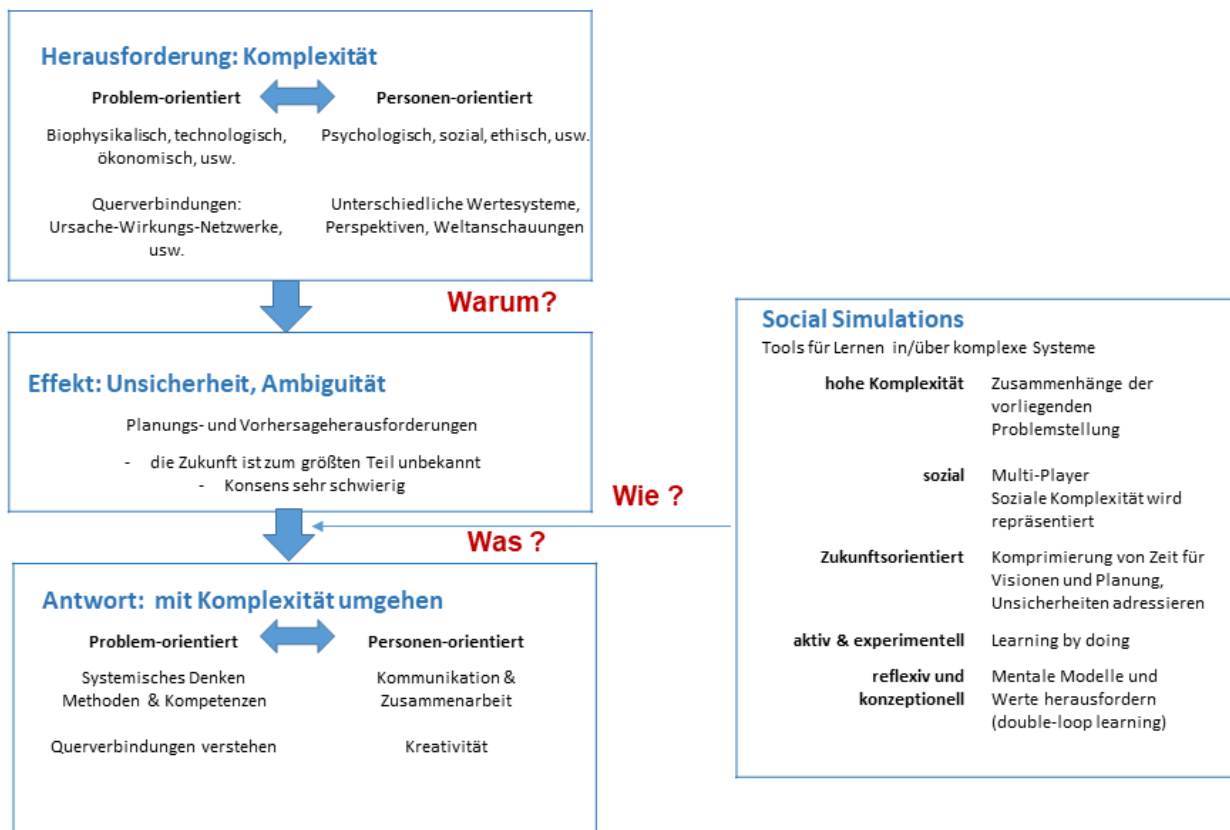 Herausforderung: Komplexität
Problem-orientiert
Personen-orientiert
Biophysikalisch, technologisch,
ökonomisch, usw.
Psychologisch, sozial, ethisch, usw.
Querverbindungen:
Ursache-Wirkungs-Netzwerke,
usw.
Unterschiedliche Wertesysteme,
Perspektiven, Weltanschauungen
Warum?
Effekt: Unsicherheit, Ambiguität
Planungs- und Vorhersageherausforderungen
- die Zukunft ist zum größten Teil unbekannt
- Konsens sehr schwierig
Wie ?
Was ?
Antwort: mit Komplexität umgehen
Problem-orientiert
Personen-orientiert
Systemisches Denken
Methoden & Kompetenzen
Kommunikation &
Zusammenarbeit
Querverbindungen verstehen
Kreativität
Social Simulations
Tools für Lernen in/über komplexe Systeme
hohe Komplexität
Zusammenhänge der
vorliegenden
Problemstellung
sozial
Multi-Player
Soziale Komplexität wird
repräsentiert
Zukunftsorientiert
Komprimierung von Zeit für
Visionen und Planung,
Unsicherheiten adressieren
aktiv & experimentell
Learning by doing
reflexiv und
konzeptionell
Mentale Modelle und
Werte herausfordern
(double-loop learning)